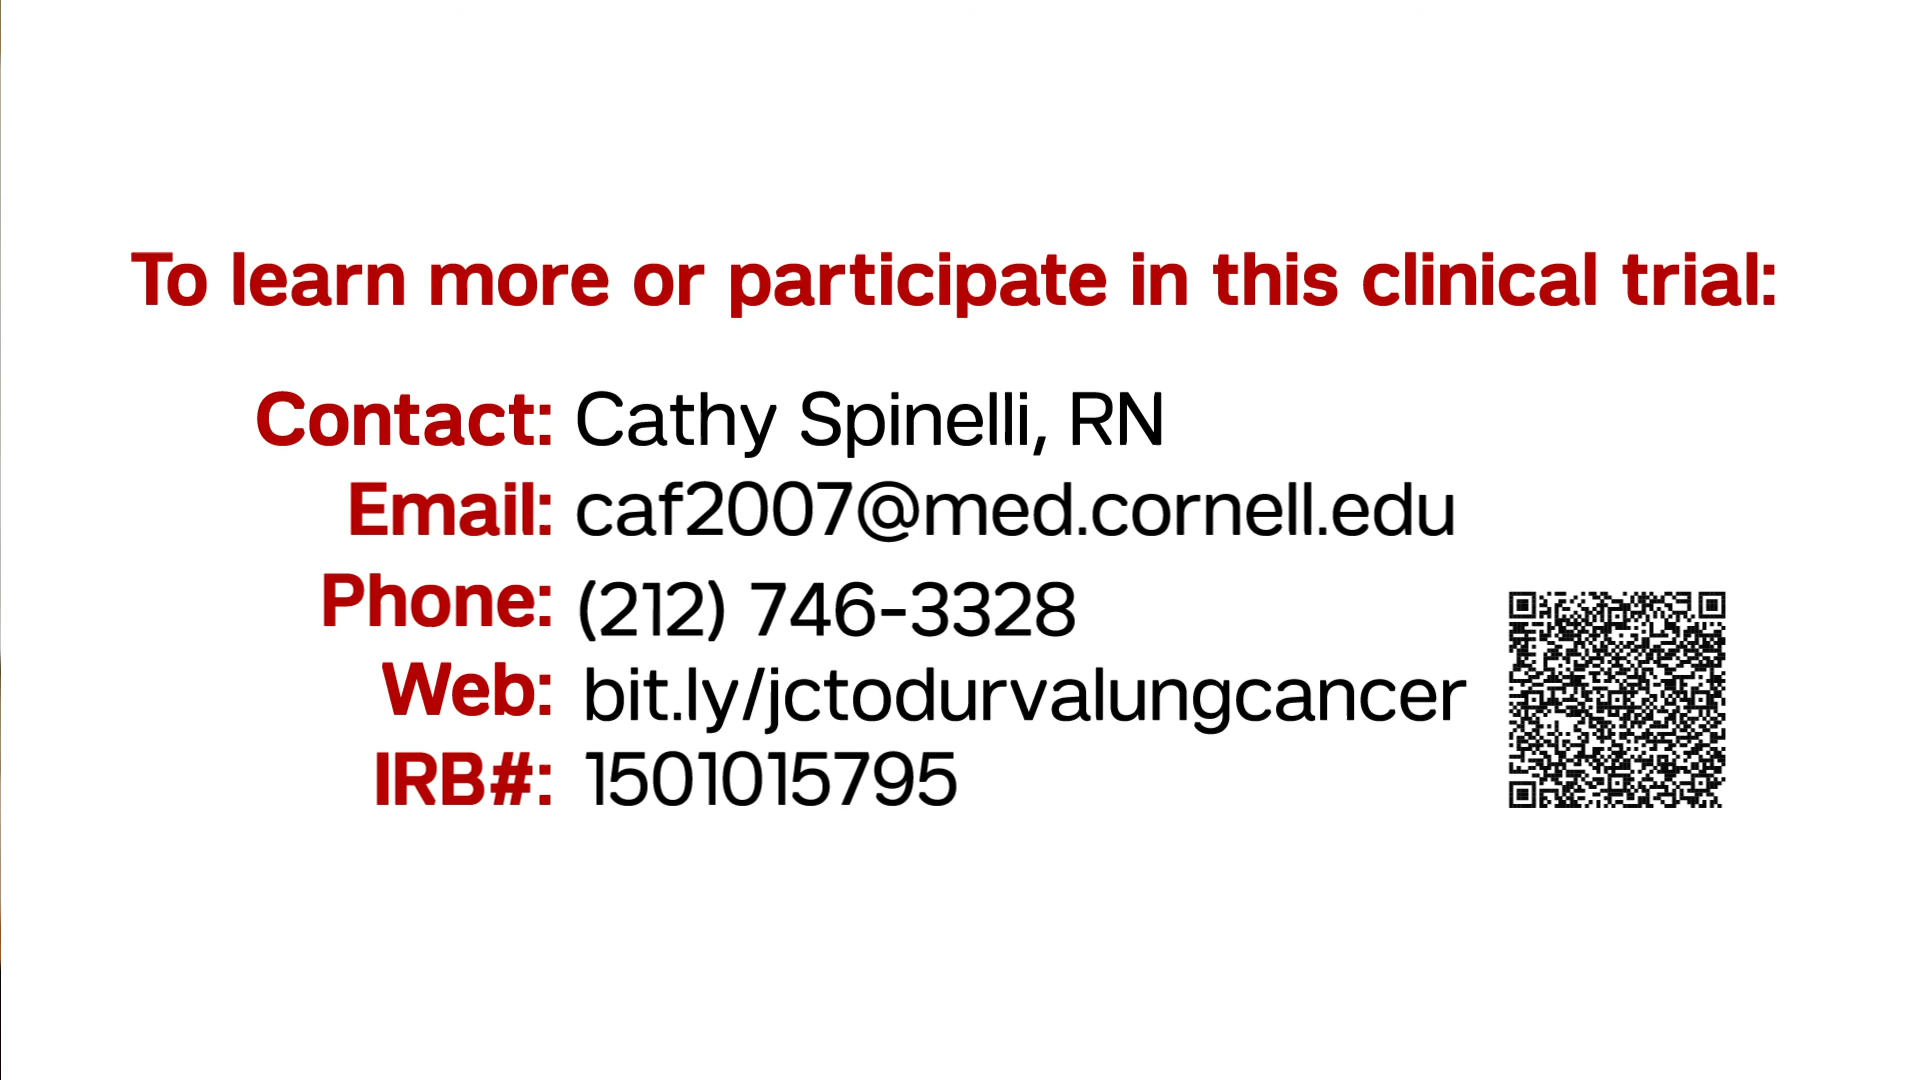 To learn more or participate in this clinical trial:
Contact: Cathy Spinelli, RN
Email: caf2007@med.cornell.edu
Phone: (212) 746-3328
Web: bit.ly/jctodurvalungcancer
IRB#: 1501015795